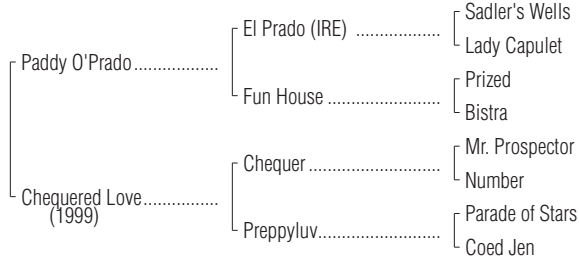 Sadler's Wells
El Prado (IRE) ..................
Lady Capulet
Paddy O'Prado..................
Prized
Fun House ........................
Bistra
Mr. Prospector
Chequer ............................
Number
Chequered Love................
(1999)
Parade of Stars
Preppyluv..........................
Coed Jen